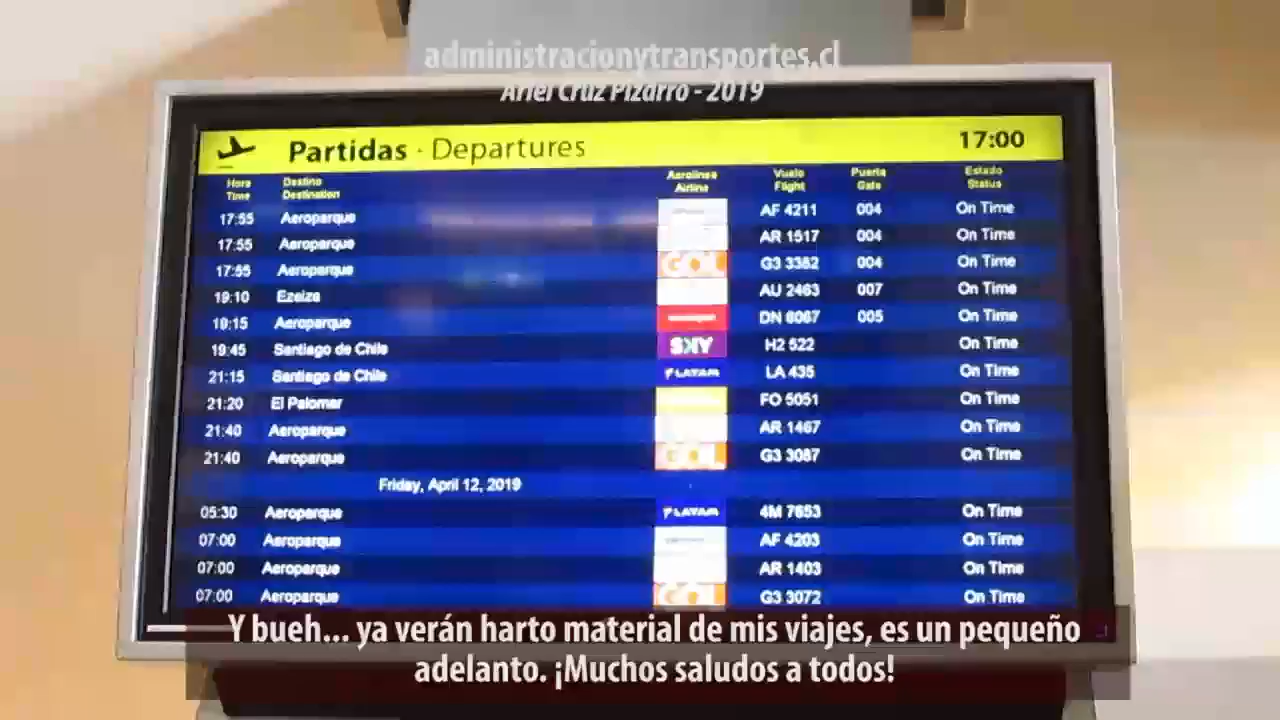 administracionytransportes.cl
Ariel Cruz Pizarro - 2019
Partidas · Departures 17:00
Hora Destino Aerolínea Vuelo Puerta Estado
Time Destination Airline Flight Gate Status
17:55 Aeroparque AF 4211 004 On Time
17:55 Aeroparque AR 1517 004 On Time
17:55 Aeroparque GOL G3 3382 004 On Time
19:10 Ezeiza AU 2463 007 On Time
19:15 Aeroparque DN 6067 005 On Time
19:45 Santiago de Chile SKY H2 522 On Time
21:15 Santiago de Chile LATAM LA 435 On Time
21:20 El Palomar FO 5051 On Time
21:40 Aeroparque AR 1467 On Time
21:40 Aeroparque GOL G3 3087 On Time
Friday, April 12, 2019
05:30 Aeroparque LATAM 4M 7653 On Time
07:00 Aeroparque AF 4203 On Time
07:00 Aeroparque AR 1403 On Time
07:00 Aeroparque GOL G3 3072 On Time
Y bueh... ya verán harto material de mis viajes, es un pequeño
adelanto. ¡Muchos saludos a todos!